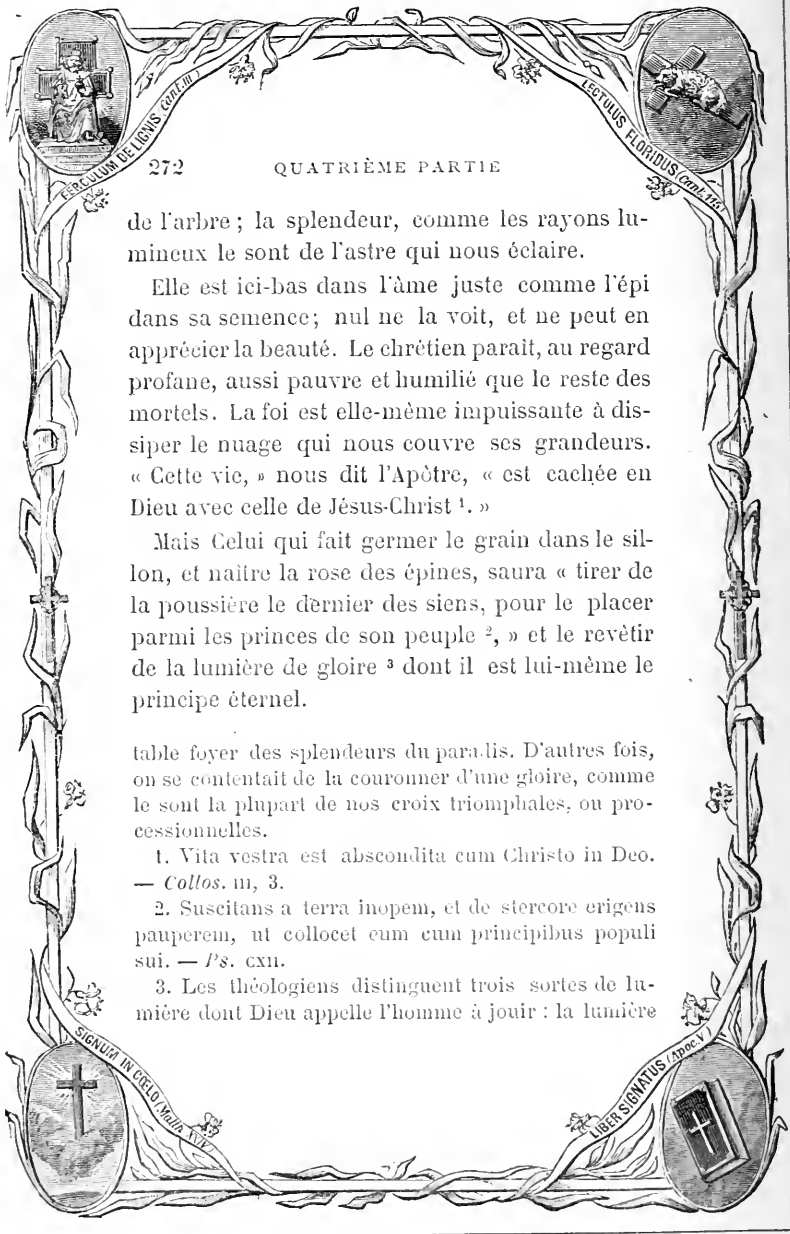 FERCULUM DE LIGNIS (Cant. III)
LECTULUS FLORIDUS (Cant. 115)
272 QUATRIÈME PARTIE
de l'arbre ; la splendeur, comme les rayons lu-
mineux le sont de l'astre qui nous éclaire.
Elle est ici-bas dans l'âme juste comme l'épi
dans sa semence; nul ne la voit, et ne peut en
apprécier la beauté. Le chrétien parait, au regard
profane, aussi pauvre et humilié que le reste des
mortels. La foi est elle-même impuissante à dis-
siper le nuage qui nous couvre ses grandeurs.
« Cette vie, » nous dit l'Apôtre, « est cachée en
Dieu avec celle de Jésus-Christ ¹. »
Mais Celui qui fait germer le grain dans le sil-
lon, et naître la rose des épines, saura « tirer de
la poussière le dernier des siens, pour le placer
parmi les princes de son peuple ², » et le revêtir
de la lumière de gloire ³ dont il est lui-même le
principe éternel.
table foyer des splendeurs du paradis. D'autres fois,
on se contentait de la couronner d'une gloire, comme
le sont la plupart de nos croix triomphales, ou pro-
cessionnelles.
1. Vita vestra est abscondita cum Christo in Deo.
— Collos. III, 3.
2. Suscitans a terra inopem, et de stercore erigens
pauperem, ut collocet eum cum principibus populi
sui. — Ps. CXII.
3. Les théologiens distinguent trois sortes de lu-
mière dont Dieu appelle l'homme à jouir : la lumière
SIGNUM IN CŒLO (Matth. XXIV)
LIBER SIGNATUS (Apoc. V)